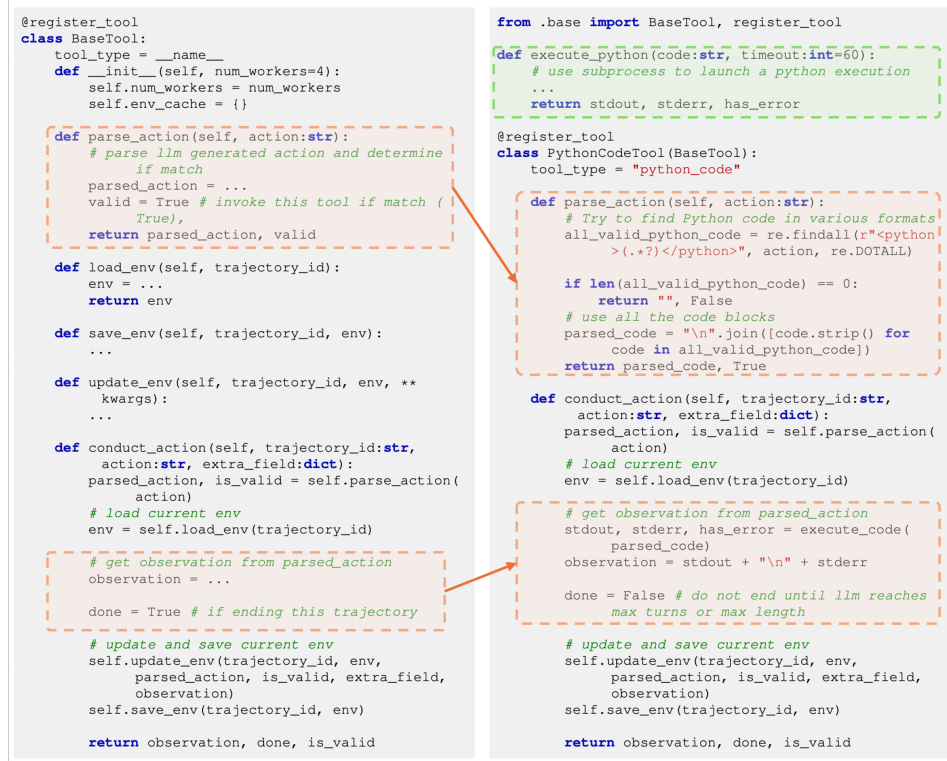 @register_tool
class BaseTool:
    tool_type = __name__
    def __init__(self, num_workers=4):
        self.num_workers = num_workers
        self.env_cache = {}

    def parse_action(self, action:str):
        # parse llm generated action and determine
              if match
        parsed_action = ...
        valid = True # invoke this tool if match (
              True),
        return parsed_action, valid

    def load_env(self, trajectory_id):
        env = ...
        return env

    def save_env(self, trajectory_id, env):
        ...

    def update_env(self, trajectory_id, env, **
          kwargs):
        ...

    def conduct_action(self, trajectory_id:str,
          action:str, extra_field:dict):
        parsed_action, is_valid = self.parse_action(
              action)
        # load current env
        env = self.load_env(trajectory_id)

        # get observation from parsed_action
        observation = ...

        done = True # if ending this trajectory

        # update and save current env
        self.update_env(trajectory_id, env,
              parsed_action, is_valid, extra_field,
              observation)
        self.save_env(trajectory_id, env)

        return observation, done, is_valid

from .base import BaseTool, register_tool

def execute_python(code:str, timeout:int=60):
    # use subprocess to launch a python execution
    ...
    return stdout, stderr, has_error

@register_tool
class PythonCodeTool(BaseTool):
    tool_type = "python_code"

    def parse_action(self, action:str):
        # Try to find Python code in various formats
        all_valid_python_code = re.findall(r"<python
              >(.*?)</python>", action, re.DOTALL)

        if len(all_valid_python_code) == 0:
            return "", False
        # use all the code blocks
        parsed_code = "\n".join([code.strip() for
              code in all_valid_python_code])
        return parsed_code, True

    def conduct_action(self, trajectory_id:str,
          action:str, extra_field:dict):
        parsed_action, is_valid = self.parse_action(
              action)
        # load current env
        env = self.load_env(trajectory_id)

        # get observation from parsed_action
        stdout, stderr, has_error = execute_code(
              parsed_code)
        observation = stdout + "\n" + stderr

        done = False # do not end until llm reaches
              max turns or max length

        # update and save current env
        self.update_env(trajectory_id, env,
              parsed_action, is_valid, extra_field,
              observation)
        self.save_env(trajectory_id, env)

        return observation, done, is_valid